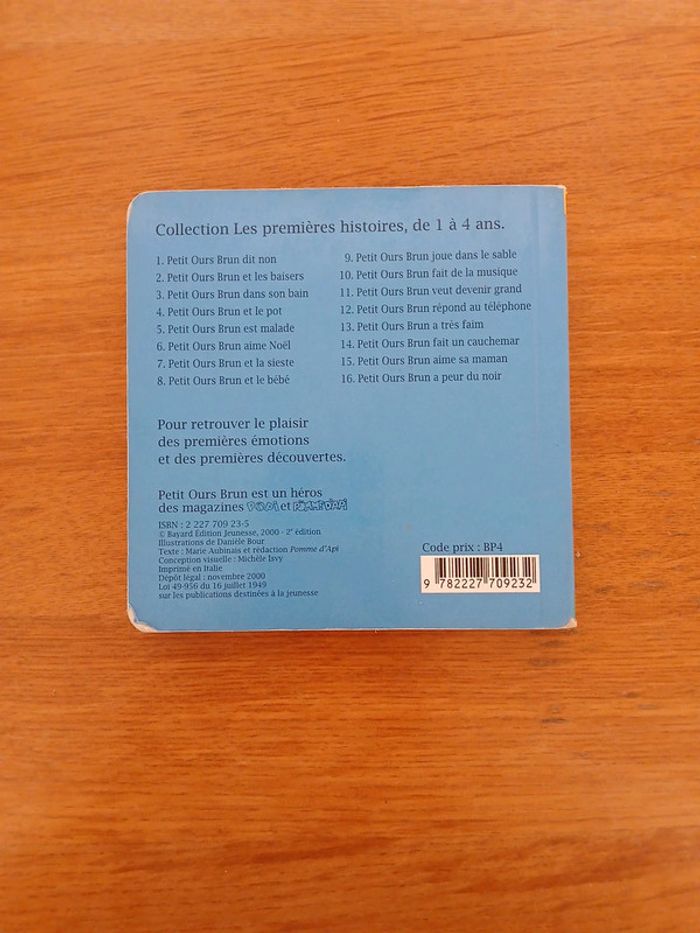 Collection Les premières histoires, de 1 à 4 ans.
1. Petit Ours Brun dit non
2. Petit Ours Brun et les baisers
3. Petit Ours Brun dans son bain
4. Petit Ours Brun et le pot
5. Petit Ours Brun est malade
6. Petit Ours Brun aime Noël
7. Petit Ours Brun et la sieste
8. Petit Ours Brun et le bébé
9. Petit Ours Brun joue dans le sable
10. Petit Ours Brun fait de la musique
11. Petit Ours Brun veut devenir grand
12. Petit Ours Brun répond au téléphone
13. Petit Ours Brun a très faim
14. Petit Ours Brun fait un cauchemar
15. Petit Ours Brun aime sa maman
16. Petit Ours Brun a peur du noir
Pour retrouver le plaisir
des premières émotions
et des premières découvertes.
Petit Ours Brun est un héros
des magazines POPI et POMME D'API
ISBN : 2 227 709 23-5
© Bayard Édition Jeunesse, 2000 - 2e édition
Illustrations de Danièle Bour
Texte : Marie Aubinais et rédaction Pomme d'Api
Conception visuelle : Michèle Isvy
Imprimé en Italie
Dépôt légal : novembre 2000
Loi 49-956 du 16 juillet 1949
sur les publications destinées à la jeunesse
Code prix : BP4
9 782227 709232